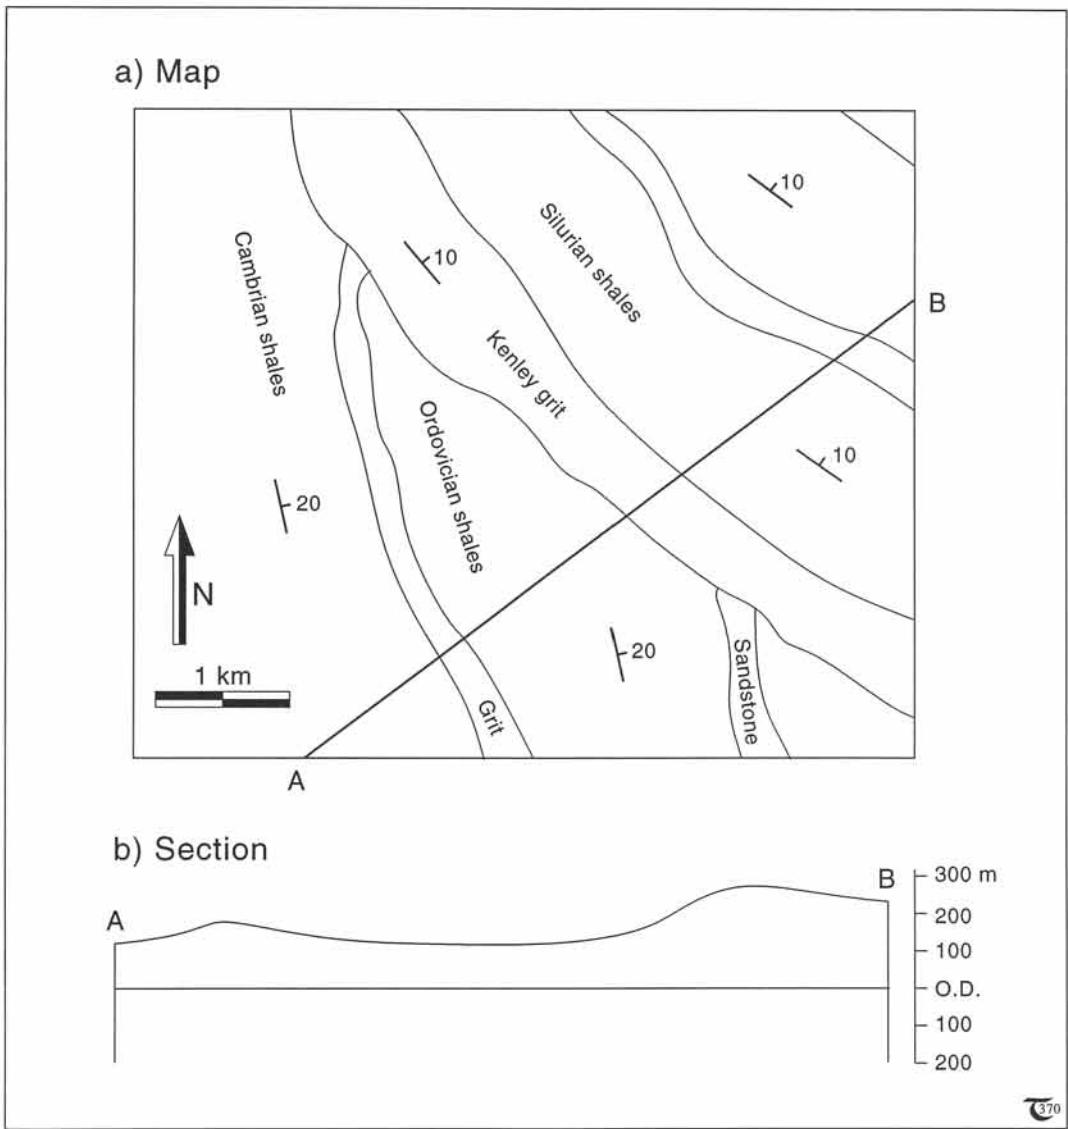 a) Map
10
Silurian shales
Cambrian shales
10
B
Kenley grit
Ordovician shales
10
20
N
20
Sandstone
1 km
Grit
A
b) Section
300 m
B
A
200
100
O.D.
100
200
370